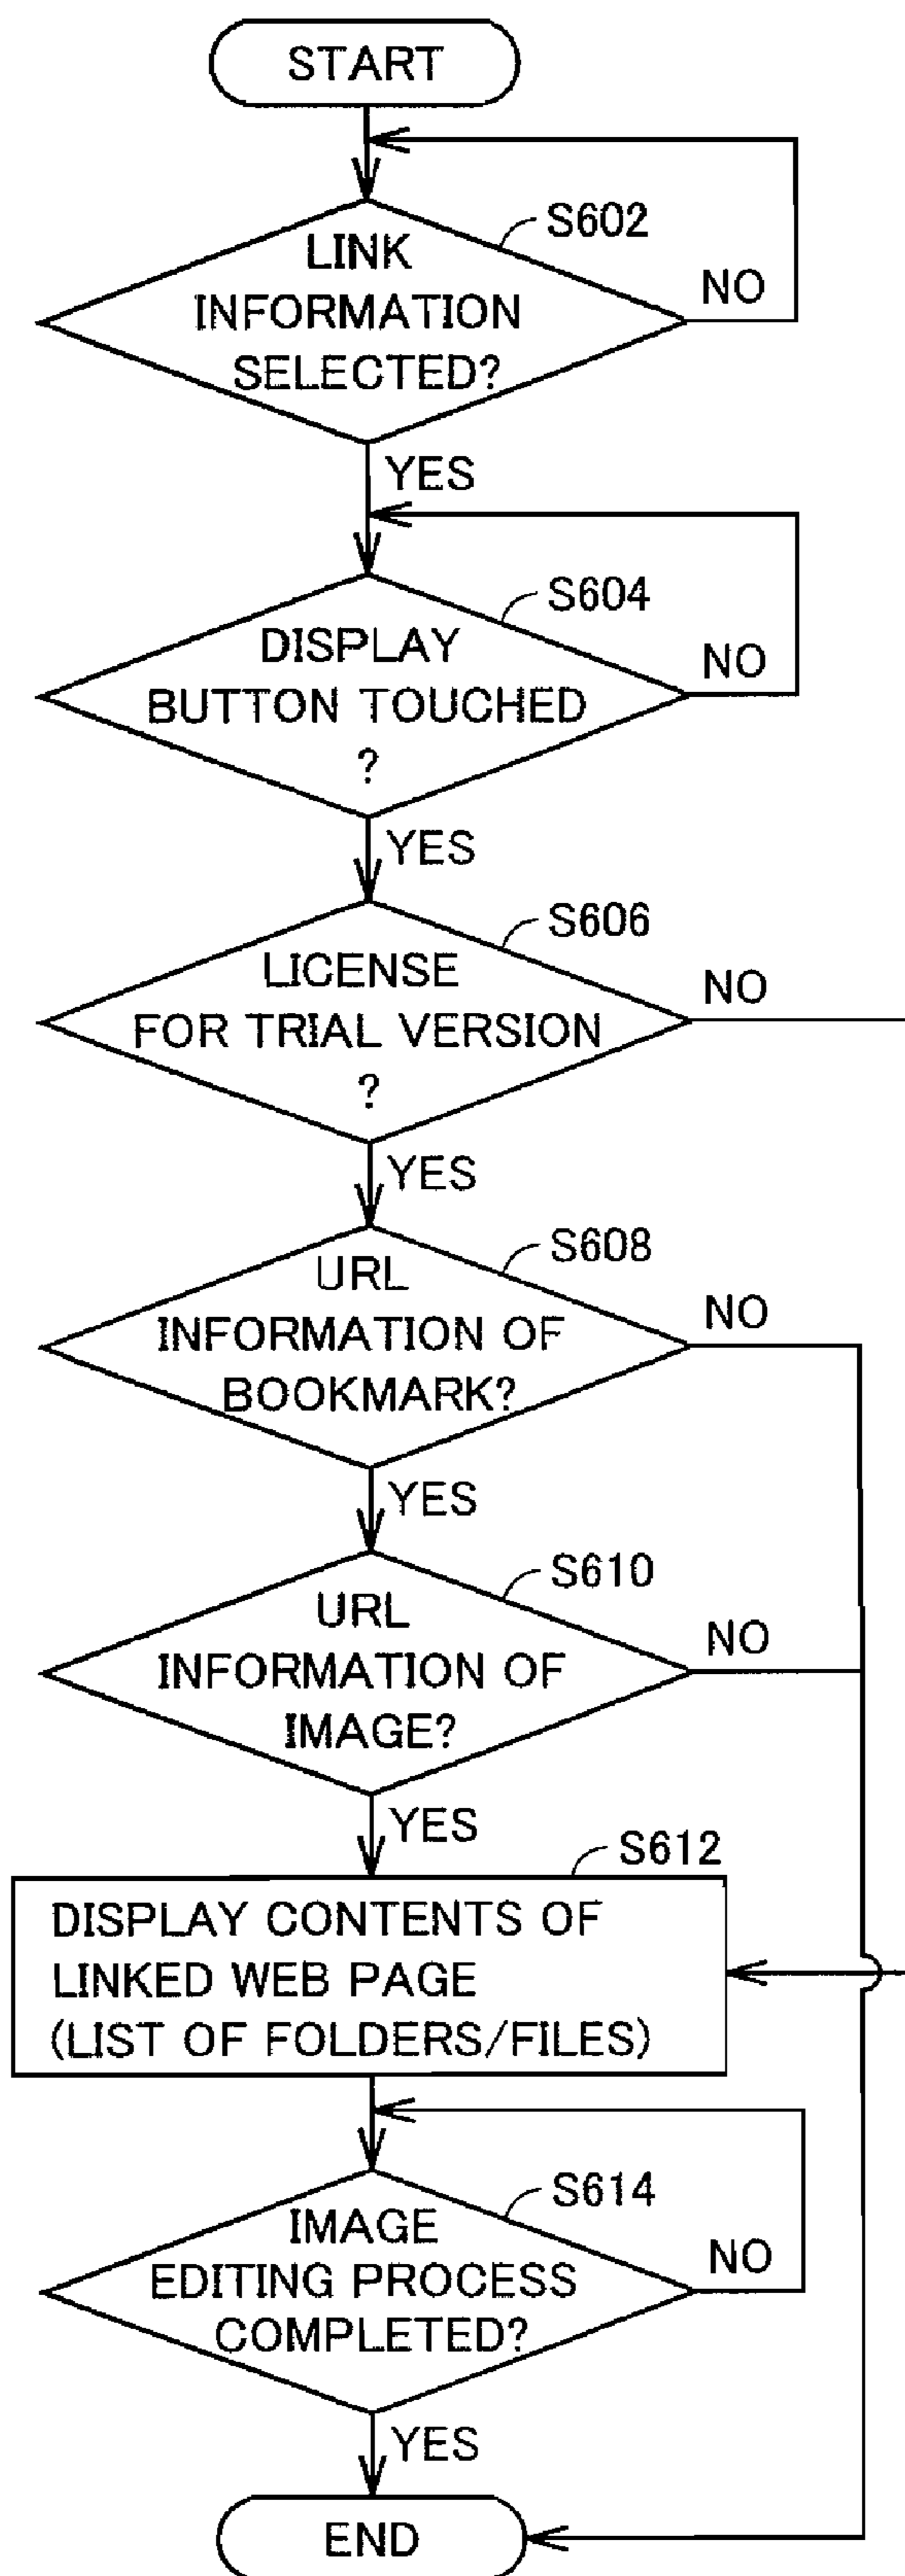 START
S602
LINK
INFORMATION
SELECTED?
NO
YES
S604
DISPLAY
BUTTON TOUCHED
?
NO
YES
S606
LICENSE
FOR TRIAL VERSION
?
NO
YES
S608
URL
INFORMATION OF
BOOKMARK?
NO
YES
S610
URL
INFORMATION OF
IMAGE?
NO
YES
S612
DISPLAY CONTENTS OF
LINKED WEB PAGE
(LIST OF FOLDERS/FILES)
S614
IMAGE
EDITING PROCESS
COMPLETED?
NO
YES
END